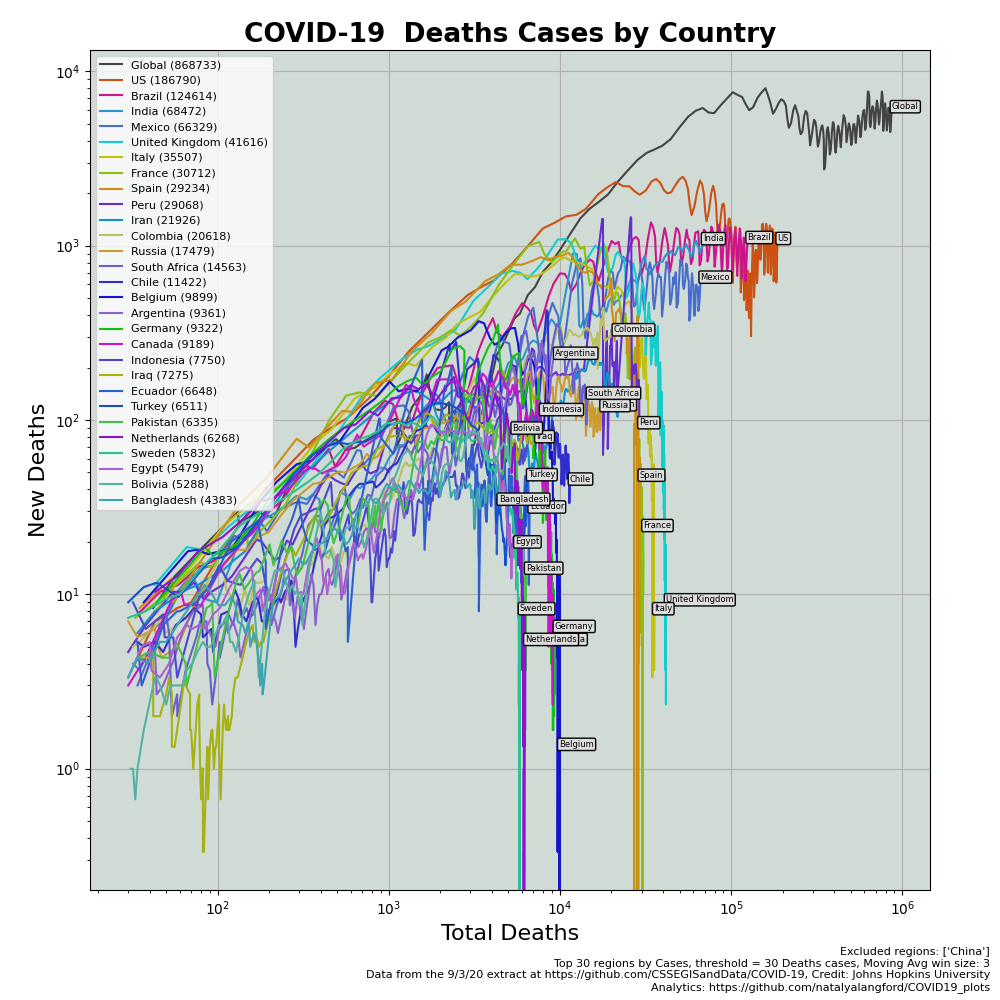 COVID-19  Deaths Cases by Country
Global (868733)
US (186790)
Brazil (124614)
India (68472)
Mexico (66329)
United Kingdom (41616)
Italy (35507)
France (30712)
Spain (29234)
Peru (29068)
Iran (21926)
Colombia (20618)
Russia (17479)
South Africa (14563)
Chile (11422)
Belgium (9899)
Argentina (9361)
Germany (9322)
Canada (9189)
Indonesia (7750)
Iraq (7275)
Ecuador (6648)
Turkey (6511)
Pakistan (6335)
Netherlands (6268)
Sweden (5832)
Egypt (5479)
Bolivia (5288)
Bangladesh (4383)
10⁴
10³
10²
10¹
10⁰
New Deaths
Global
India
Brazil
US
Mexico
Colombia
Argentina
South Africa
Russia
Indonesia
Peru
Bolivia
Iraq
Turkey
Spain
Chile
Bangladesh
Ecuador
France
Egypt
Pakistan
United Kingdom
Sweden
Italy
Germany
Netherlands
Belgium
10²
10³
10⁴
10⁵
10⁶
Total Deaths
Excluded regions: ['China']
Top 30 regions by Cases, threshold = 30 Deaths cases, Moving Avg win size: 3
Data from the 9/3/20 extract at https://github.com/CSSEGISandData/COVID-19, Credit: Johns Hopkins University
Analytics: https://github.com/natalyalangford/COVID19_plots